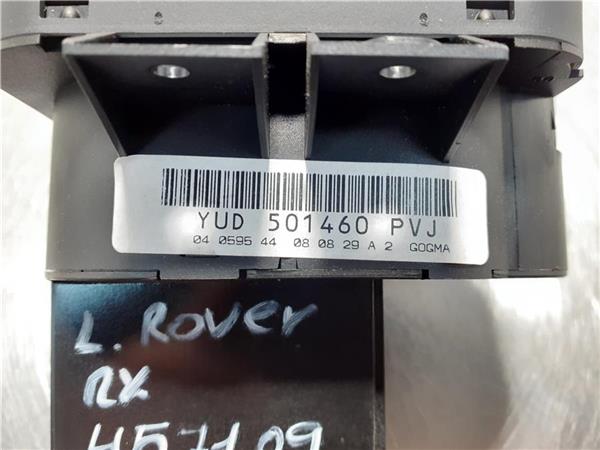 YUD 501460 PVJ
04 0595 44 08 08 29 A 2 GOGMA
L. ROVER
RX
457109